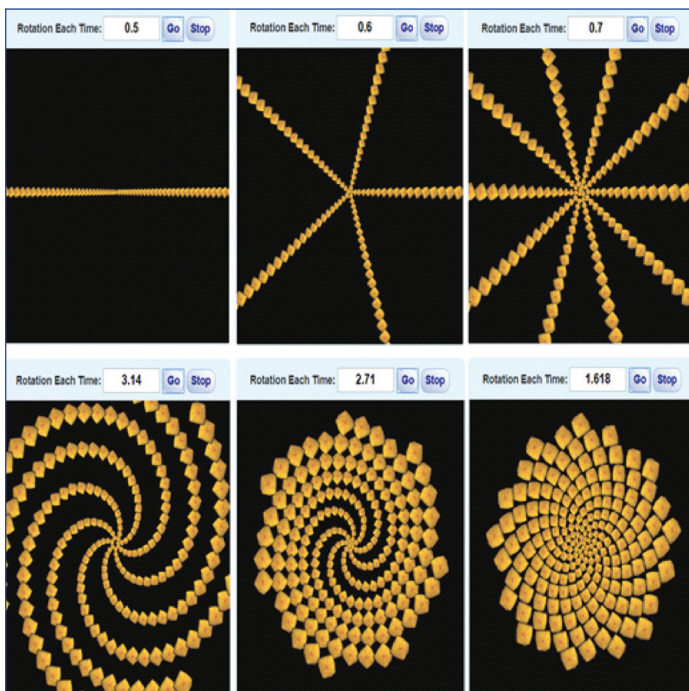 Rotation Each Time: 0.5 Go Stop
Rotation Each Time: 0.6 Go Stop
Rotation Each Time: 0.7 Go Stop
Rotation Each Time: 3.14 Go Stop
Rotation Each Time: 2.71 Go Stop
Rotation Each Time: 1.618 Go Stop